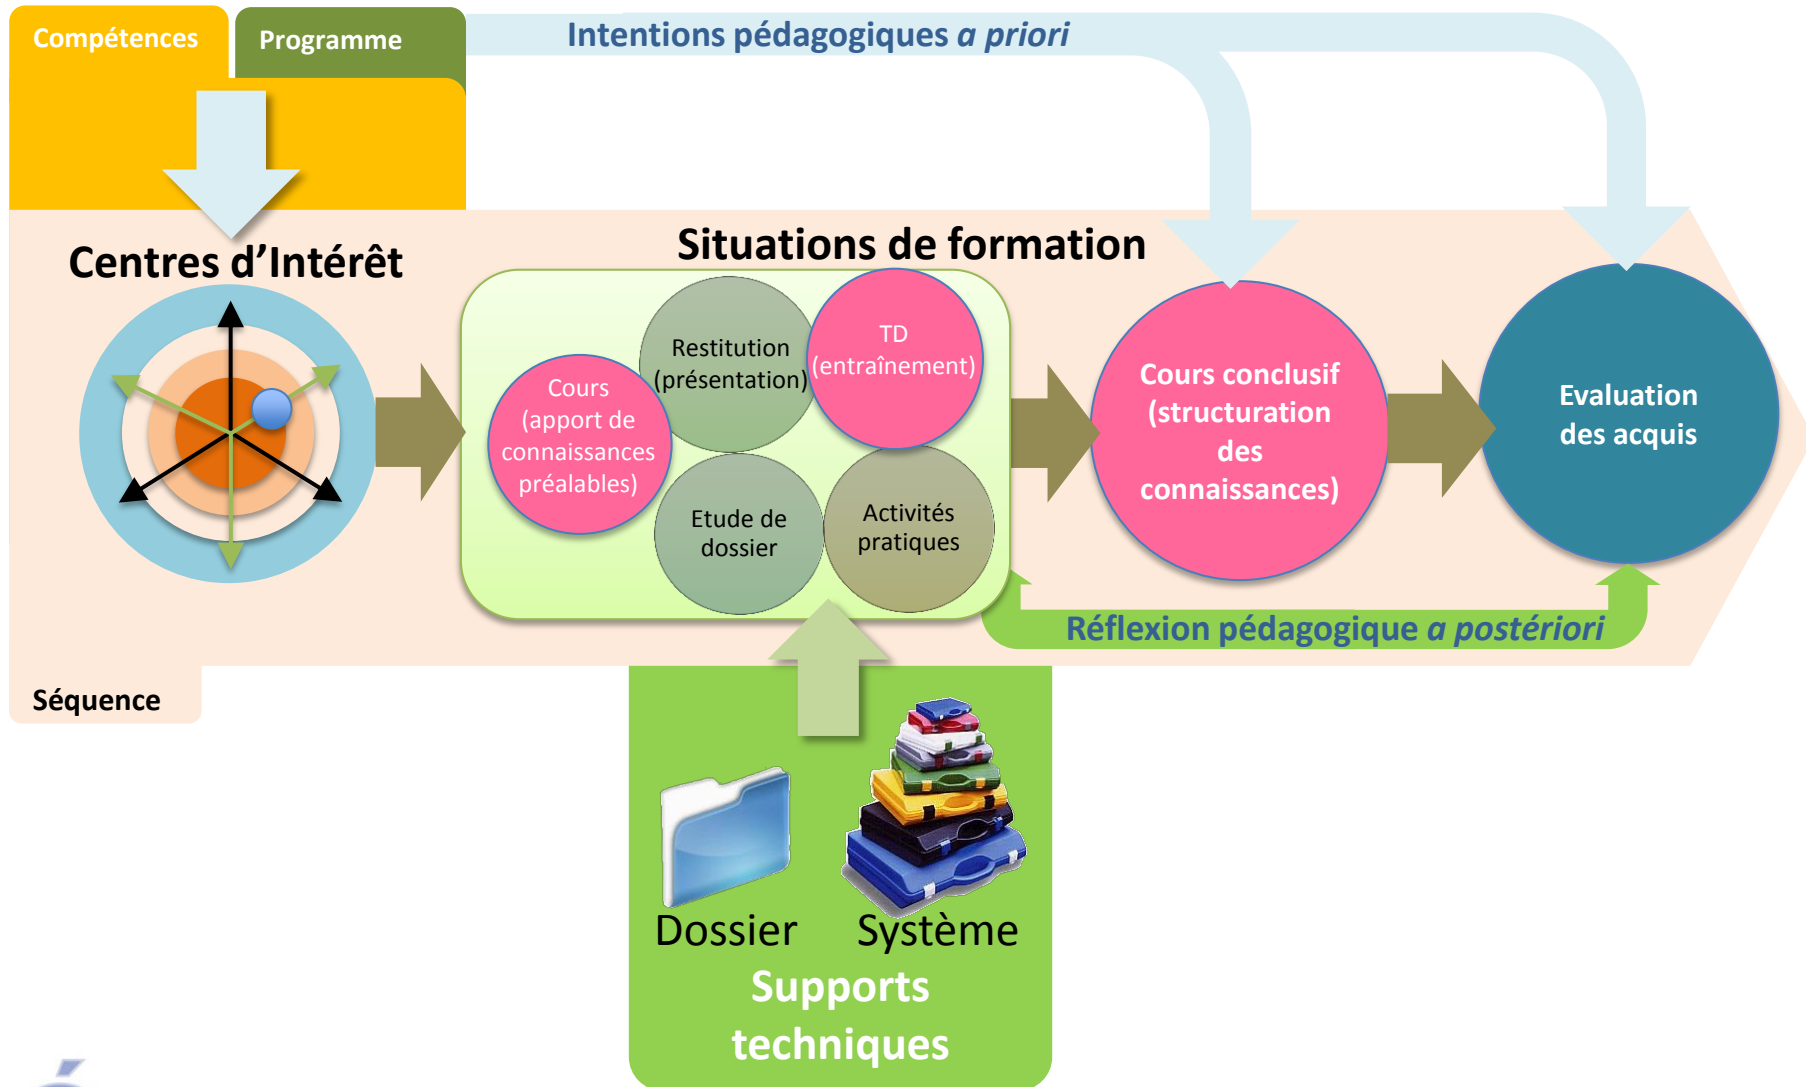 Compétences
Programme
Intentions pédagogiques a priori
Centres d’Intérêt
Situations de formation
Cours
(apport de
connaissances
préalables)
Restitution
(présentation)
TD
(entraînement)
Etude de
dossier
Activités
pratiques
Cours conclusif
(structuration
des
connaissances)
Evaluation
des acquis
Réflexion pédagogique a postériori
Séquence
Dossier
Système
Supports
techniques